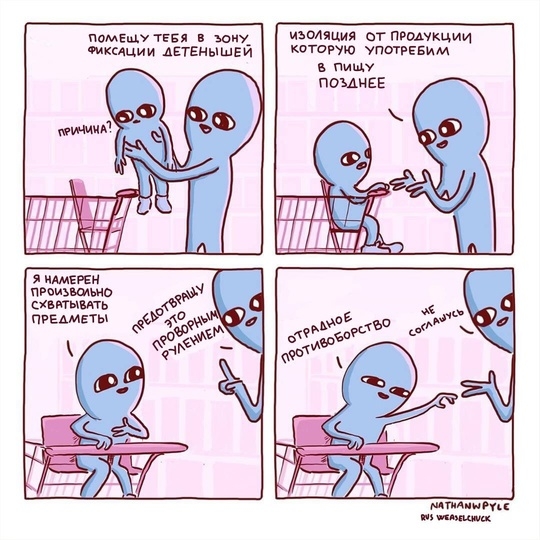 ПОМЕЩУ ТЕБЯ В ЗОНУ
ФИКСАЦИИ ДЕТЕНЫШЕЙ
ПРИЧИНА?
ИЗОЛЯЦИЯ ОТ ПРОДУКЦИИ
КОТОРУЮ УПОТРЕБИМ
В ПИЩУ
ПОЗДНЕЕ
Я НАМЕРЕН
ПРОИЗВОЛЬНО
СХВАТЫВАТЬ
ПРЕДМЕТЫ
ПРЕДОТВРАЩУ
ЭТО
ПРОВОРНЫМ
РУЛЕНИЕМ
ОТРАДНОЕ
ПРОТИВОБОРСТВО
НЕ
СОГЛАШУСЬ
NATHANWPYLE
RUS WEASELCHUCK